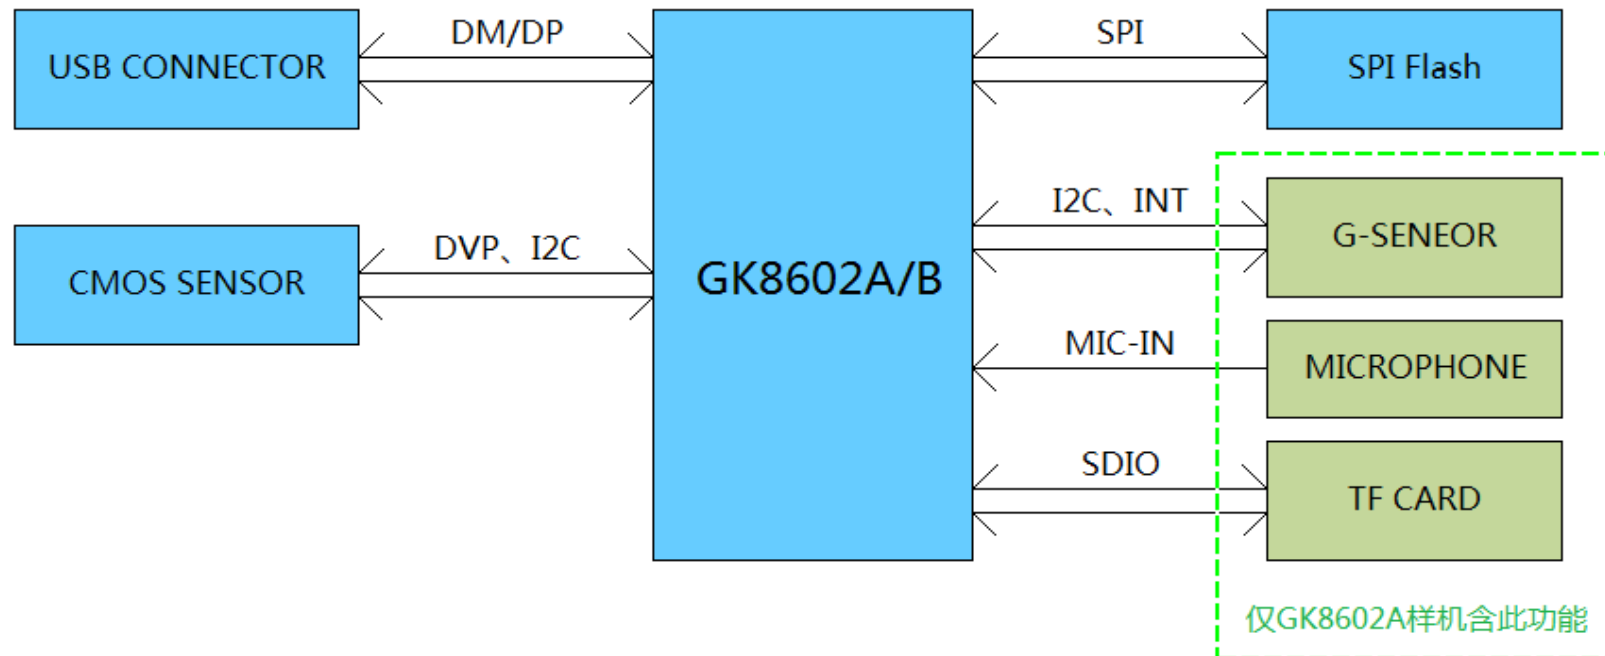 DM/DP
SPI
USB CONNECTOR
SPI Flash
I2C、INT
G-SENEOR
DVP、I2C
CMOS SENSOR
GK8602A/B
MIC-IN
MICROPHONE
SDIO
TF CARD
仅GK8602A样机含此功能